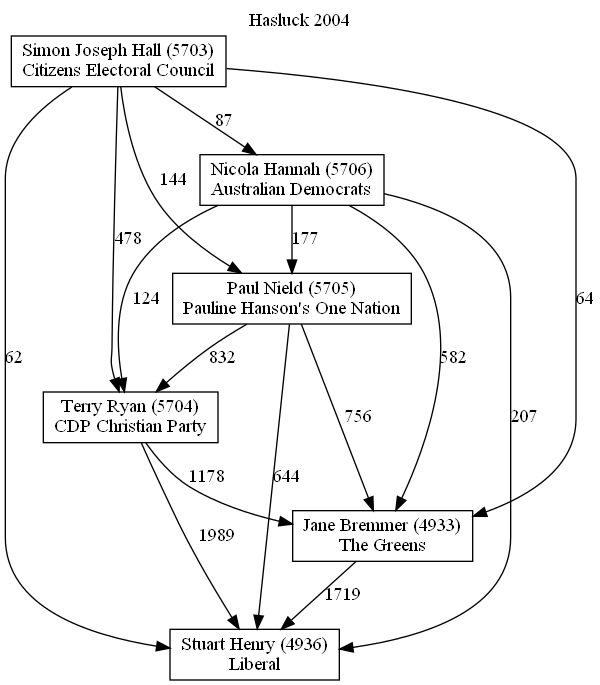 Hasluck 2004
Simon Joseph Hall (5703)
Citizens Electoral Council
87
Nicola Hannah (5706)
Australian Democrats
144
478
177
124
582
64
Paul Nield (5705)
Pauline Hanson's One Nation
62
832
756
644
207
Terry Ryan (5704)
CDP Christian Party
1178
1989
Jane Bremmer (4933)
The Greens
1719
Stuart Henry (4936)
Liberal